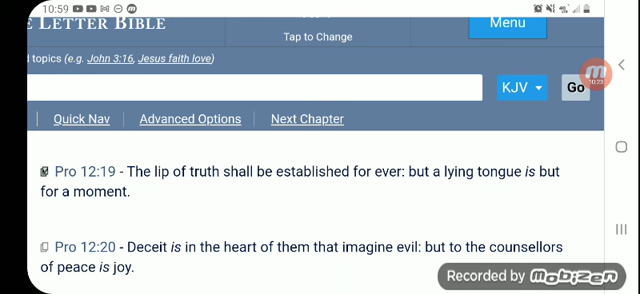 10:59
E LETTER BIBLE
Tap to Change
Menu
d topics (e.g. John 3:16, Jesus faith love)
KJV
Go
10:23
Quick Nav
Advanced Options
Next Chapter
Pro 12:19 - The lip of truth shall be established for ever: but a lying tongue is but
for a moment.
Pro 12:20 - Deceit is in the heart of them that imagine evil: but to the counsellors
of peace is joy.
Recorded by Mobizen